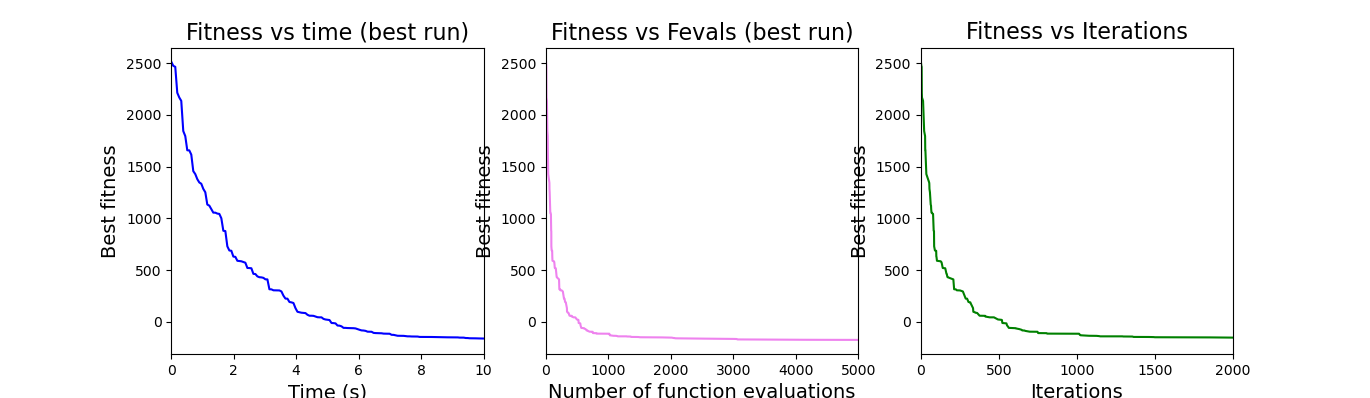 Fitness vs time (best run)
Best fitness
2500
2000
1500
1000
500
0
0 2 4 6 8 10
Time (s)
Fitness vs Fevals (best run)
Best fitness
2500
2000
1500
1000
500
0
0 1000 2000 3000 4000 5000
Number of function evaluations
Fitness vs Iterations
Best fitness
2500
2000
1500
1000
500
0
0 500 1000 1500 2000
Iterations